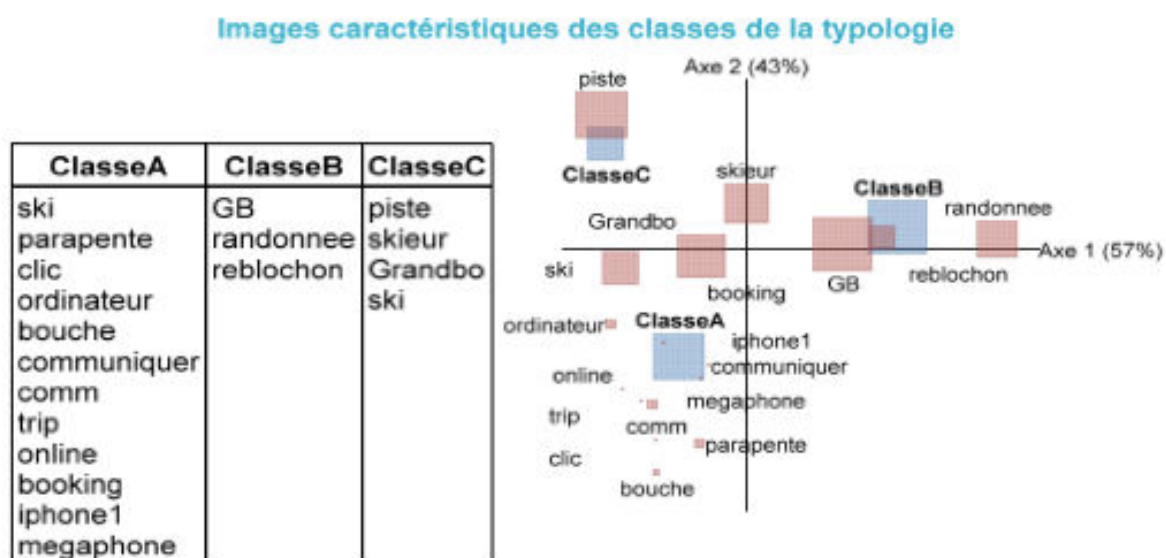 Images caractéristiques des classes de la typologie
ClasseA ClasseB ClasseC
ski GB piste
parapente randonnee skieur
clic reblochon Grandbo
ordinateur ski
bouche
communiquer
comm
trip
online
booking
iphone1
megaphone
Axe 2 (43%)
piste
ClasseC
skieur
ClasseB
randonnee
Grandbo
Axe 1 (57%)
ski
booking
GB
reblochon
ordinateur
ClasseA
iphone1
communiquer
online
megaphone
trip
comm
parapente
clic
bouche